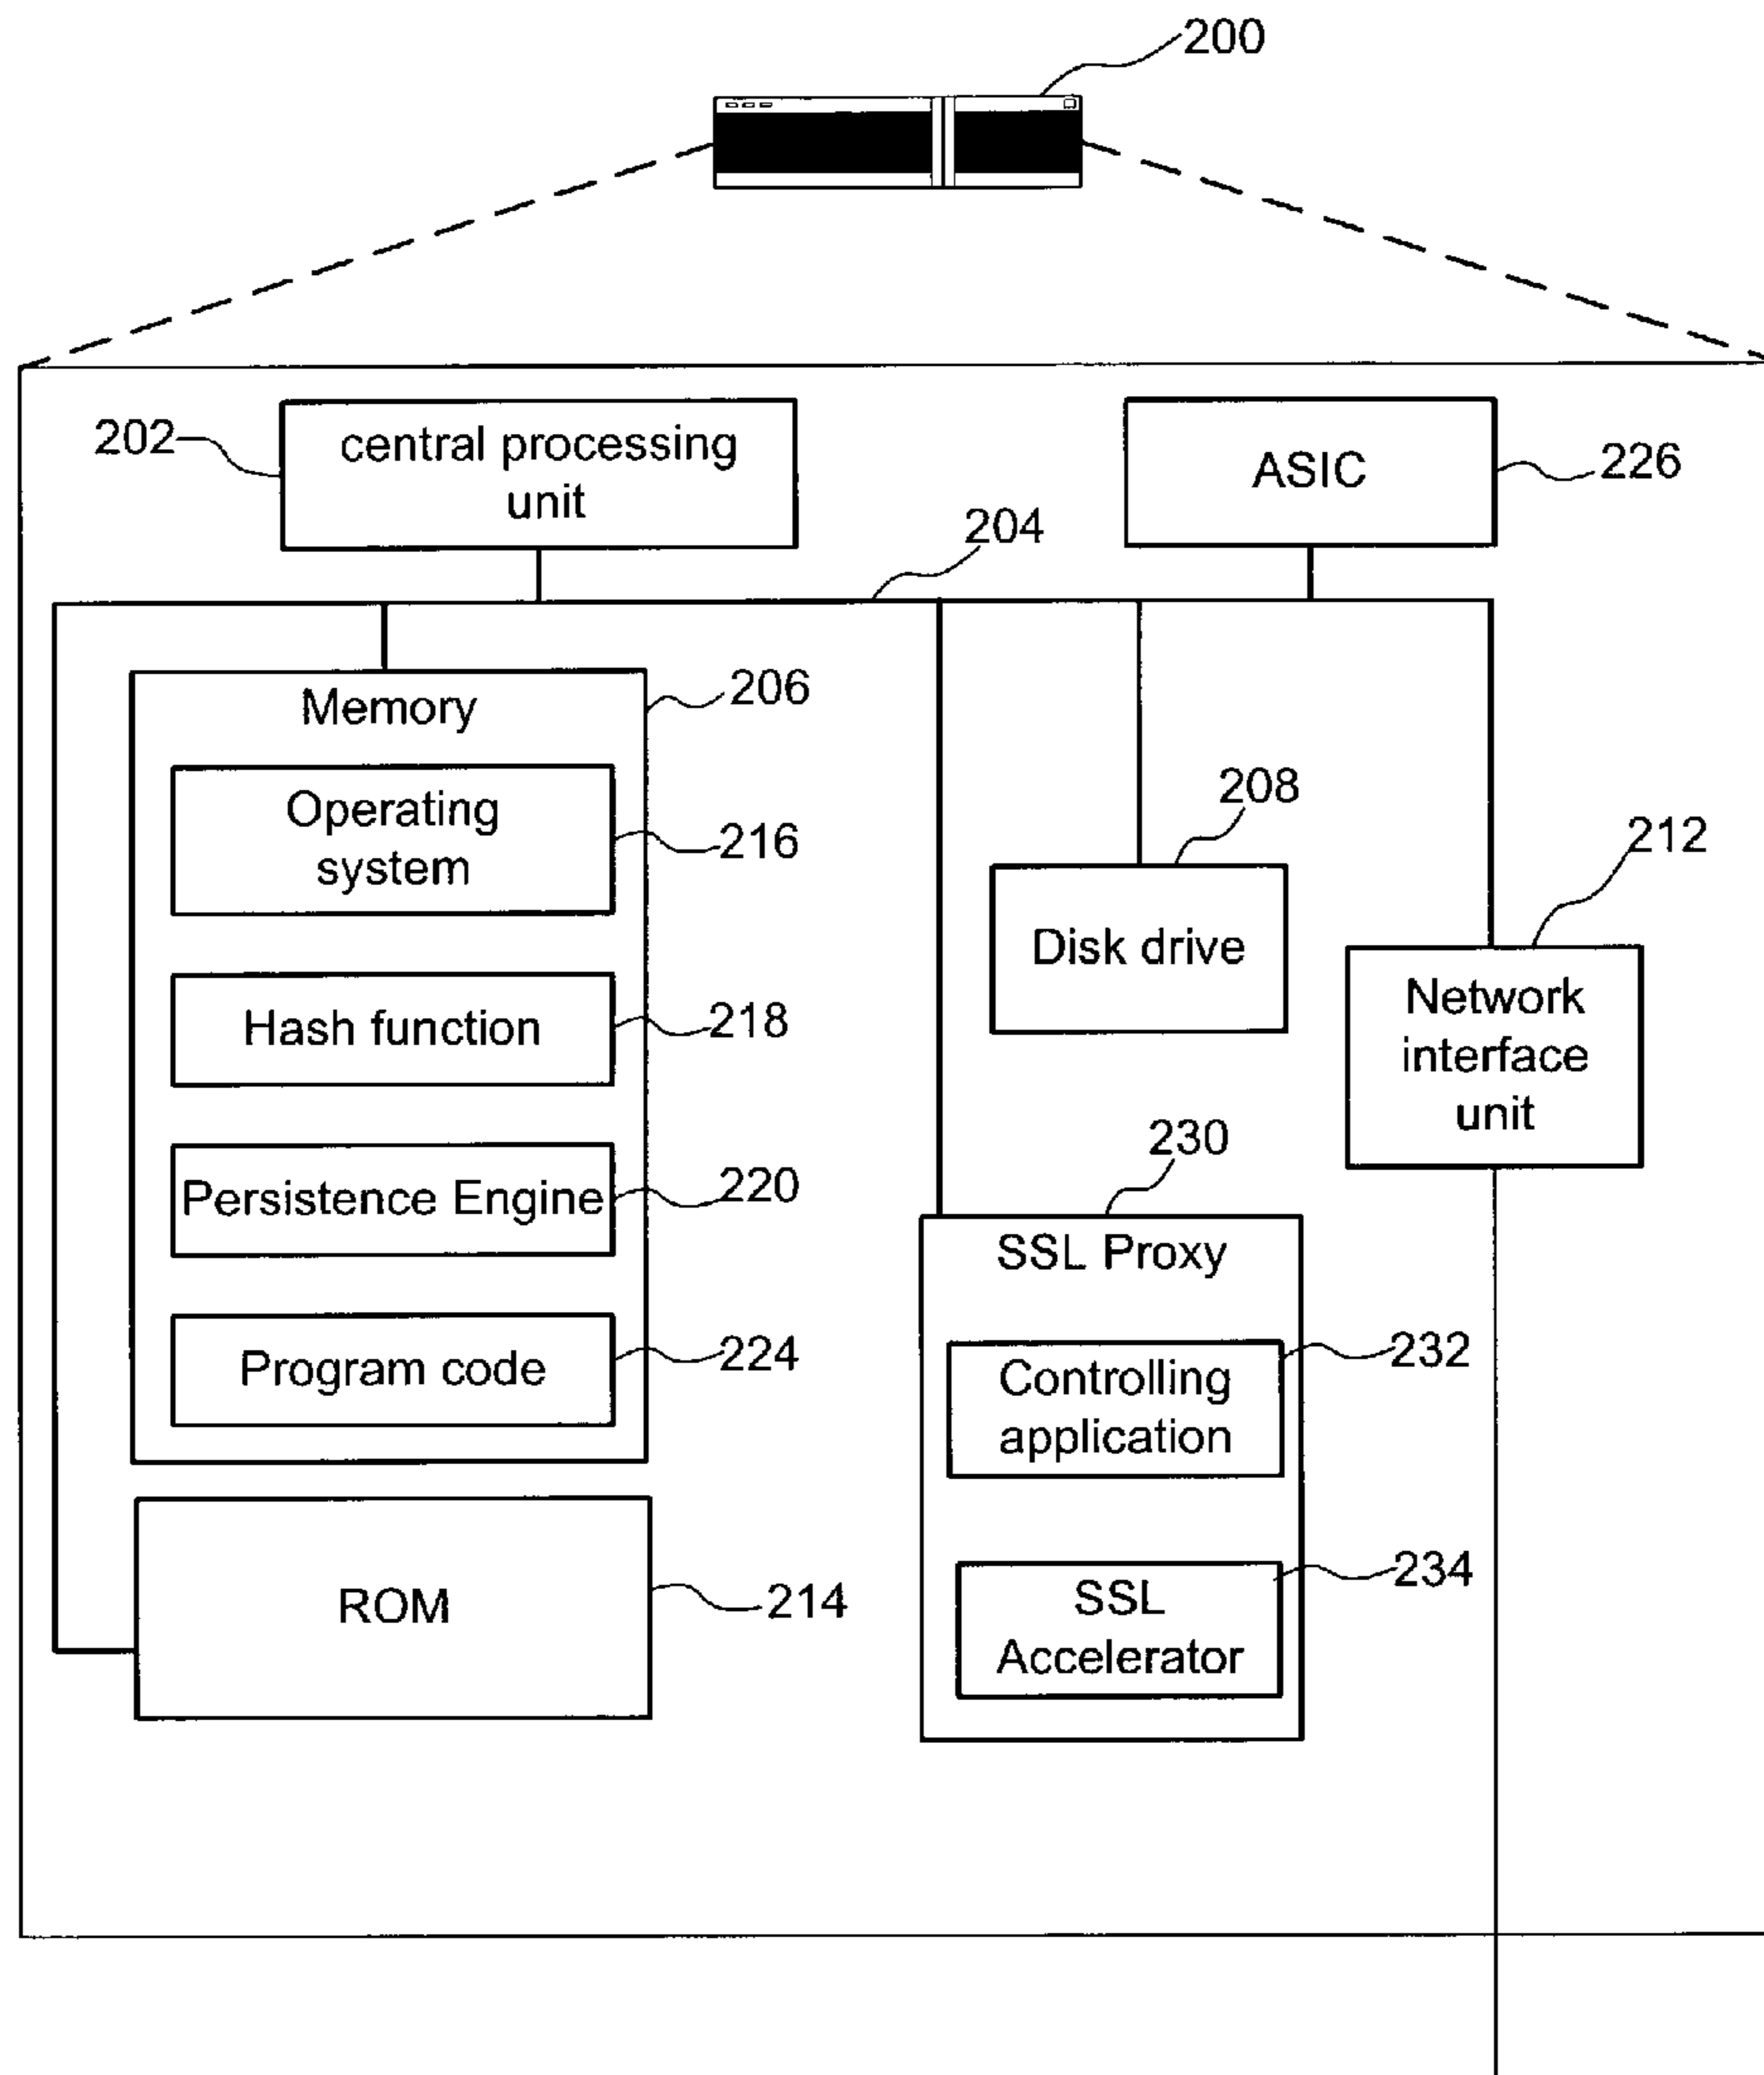 200
202
central processing
unit
ASIC
226
204
Memory
206
Operating
system
216
Hash function
218
Persistence Engine
220
Program code
224
ROM
214
208
Disk drive
212
Network
interface
unit
230
SSL Proxy
Controlling
application
232
SSL
Accelerator
234